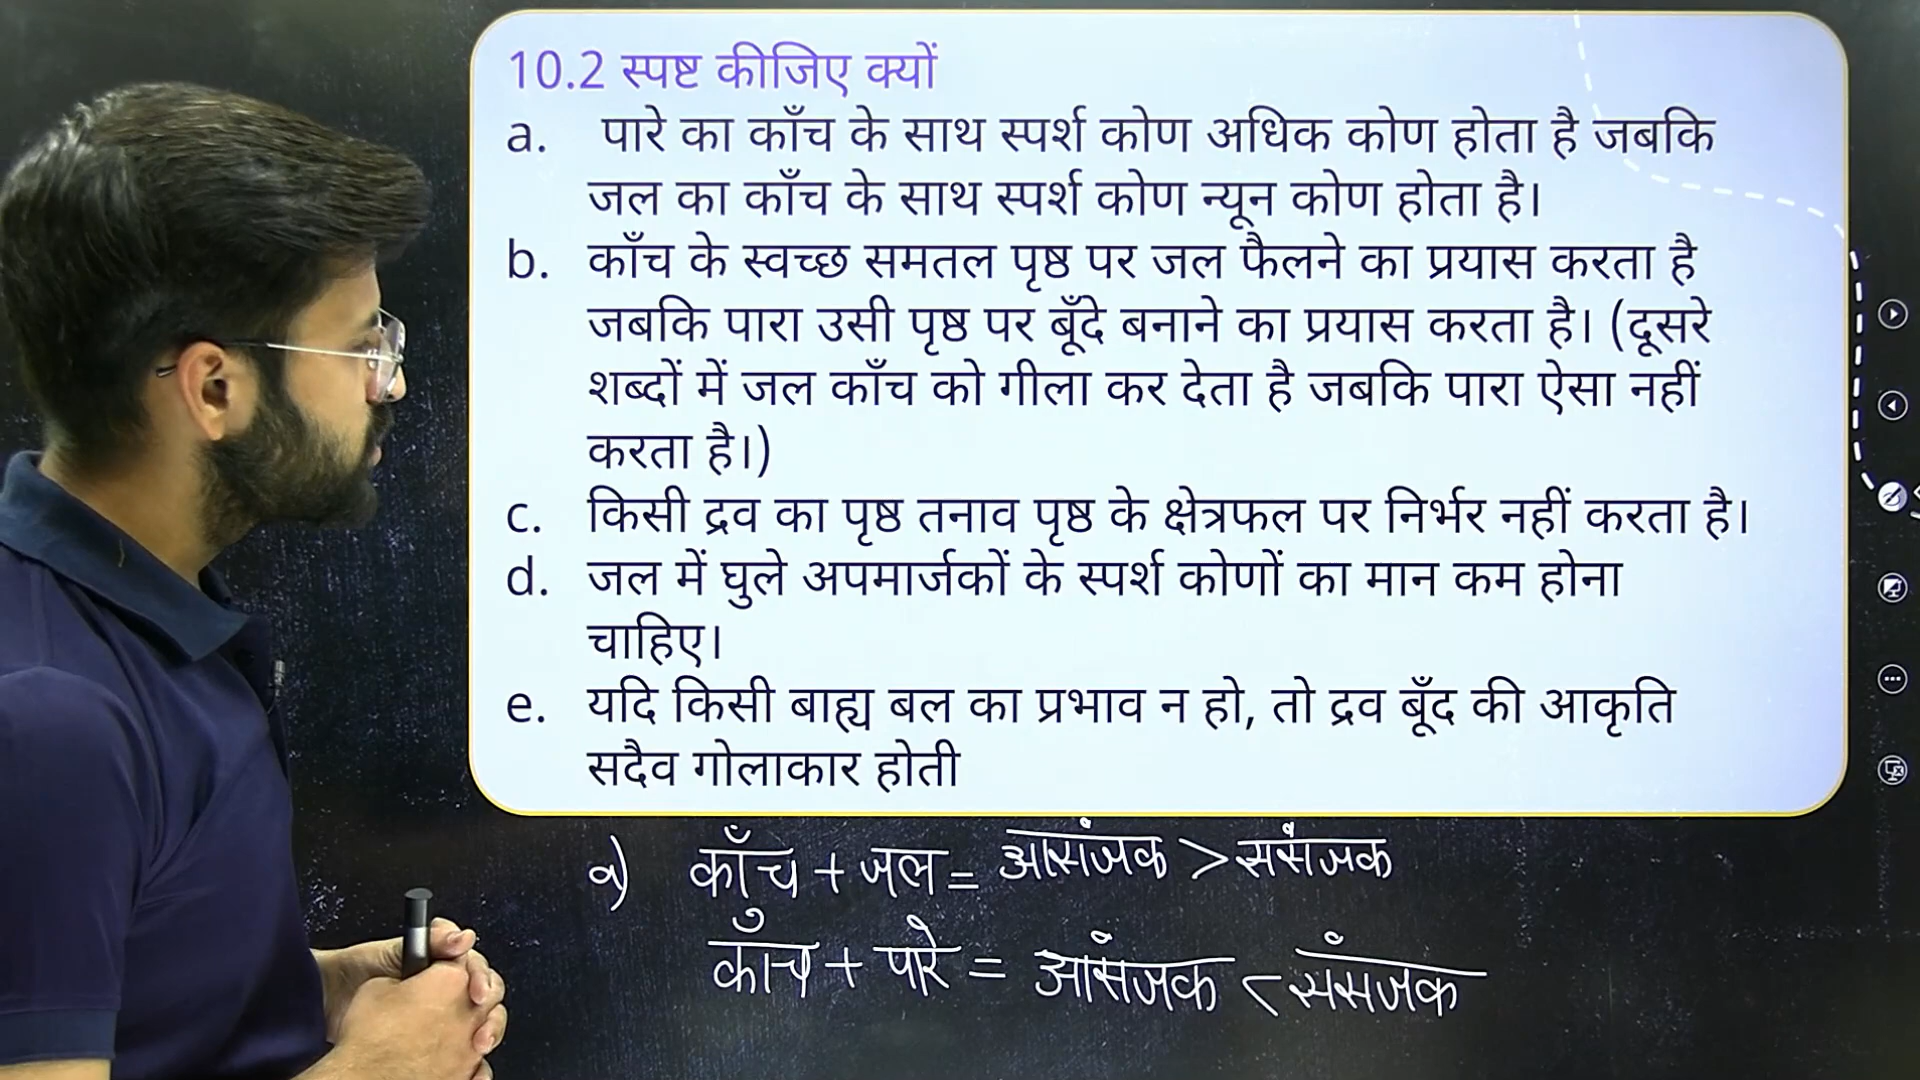 10.2 स्पष्ट कीजिए क्यों
a. पारे का काँच के साथ स्पर्श कोण अधिक कोण होता है जबकि
जल का काँच के साथ स्पर्श कोण न्यून कोण होता है।
b. काँच के स्वच्छ समतल पृष्ठ पर जल फैलने का प्रयास करता है
जबकि पारा उसी पृष्ठ पर बूँदे बनाने का प्रयास करता है। (दूसरे
शब्दों में जल काँच को गीला कर देता है जबकि पारा ऐसा नहीं
करता है।)
c. किसी द्रव का पृष्ठ तनाव पृष्ठ के क्षेत्रफल पर निर्भर नहीं करता है।
d. जल में घुले अपमार्जकों के स्पर्श कोणों का मान कम होना
चाहिए।
e. यदि किसी बाह्य बल का प्रभाव न हो, तो द्रव बूँद की आकृति
सदैव गोलाकार होती
a) काँच + जल = आसंजक > ससंजक
काँच + पारे = आसंजक < ससंजक